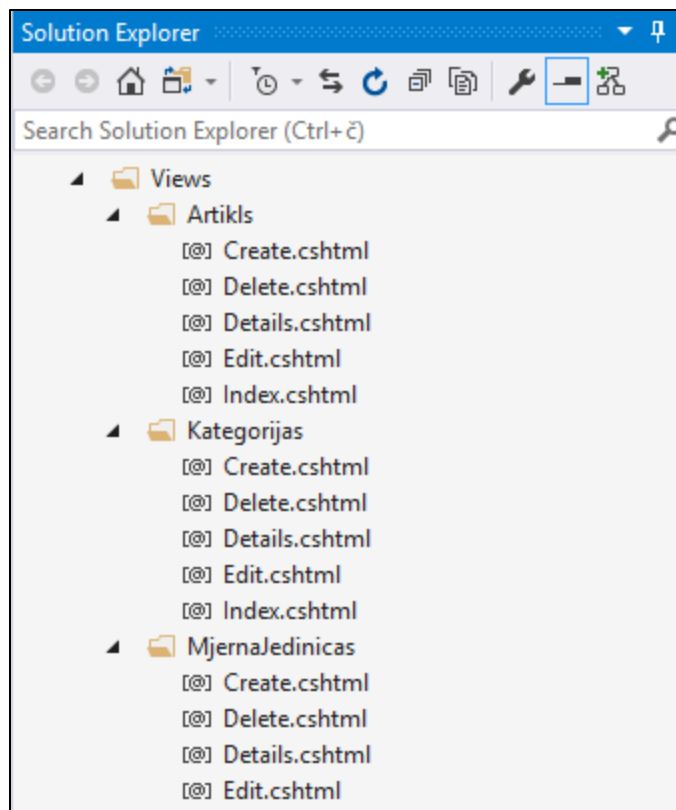 Solution Explorer
Search Solution Explorer (Ctrl+č)
Views
Artikls
[@] Create.cshtml
[@] Delete.cshtml
[@] Details.cshtml
[@] Edit.cshtml
[@] Index.cshtml
Kategorijas
[@] Create.cshtml
[@] Delete.cshtml
[@] Details.cshtml
[@] Edit.cshtml
[@] Index.cshtml
MjernaJedinicas
[@] Create.cshtml
[@] Delete.cshtml
[@] Details.cshtml
[@] Edit.cshtml